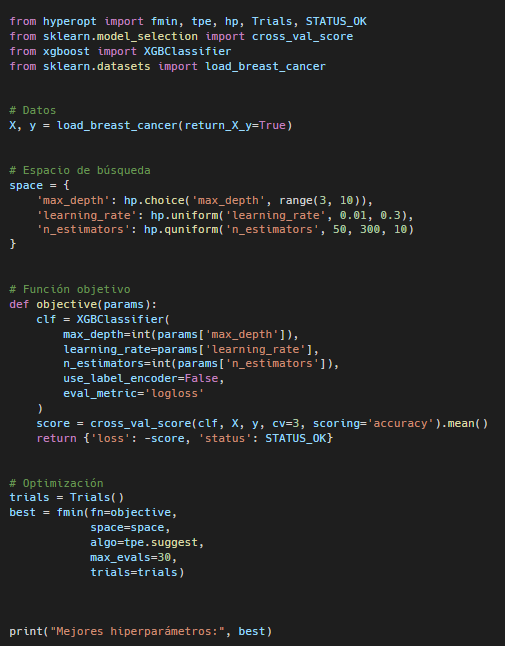 from hyperopt import fmin, tpe, hp, Trials, STATUS_OK
from sklearn.model_selection import cross_val_score
from xgboost import XGBClassifier
from sklearn.datasets import load_breast_cancer
# Datos
X, y = load_breast_cancer(return_X_y=True)
# Espacio de búsqueda
space = {
    'max_depth': hp.choice('max_depth', range(3, 10)),
    'learning_rate': hp.uniform('learning_rate', 0.01, 0.3),
    'n_estimators': hp.quniform('n_estimators', 50, 300, 10)
}
# Función objetivo
def objective(params):
    clf = XGBClassifier(
        max_depth=int(params['max_depth']),
        learning_rate=params['learning_rate'],
        n_estimators=int(params['n_estimators']),
        use_label_encoder=False,
        eval_metric='logloss'
    )
    score = cross_val_score(clf, X, y, cv=3, scoring='accuracy').mean()
    return {'loss': -score, 'status': STATUS_OK}
# Optimización
trials = Trials()
best = fmin(fn=objective,
            space=space,
            algo=tpe.suggest,
            max_evals=30,
            trials=trials)
print("Mejores hiperparámetros:", best)